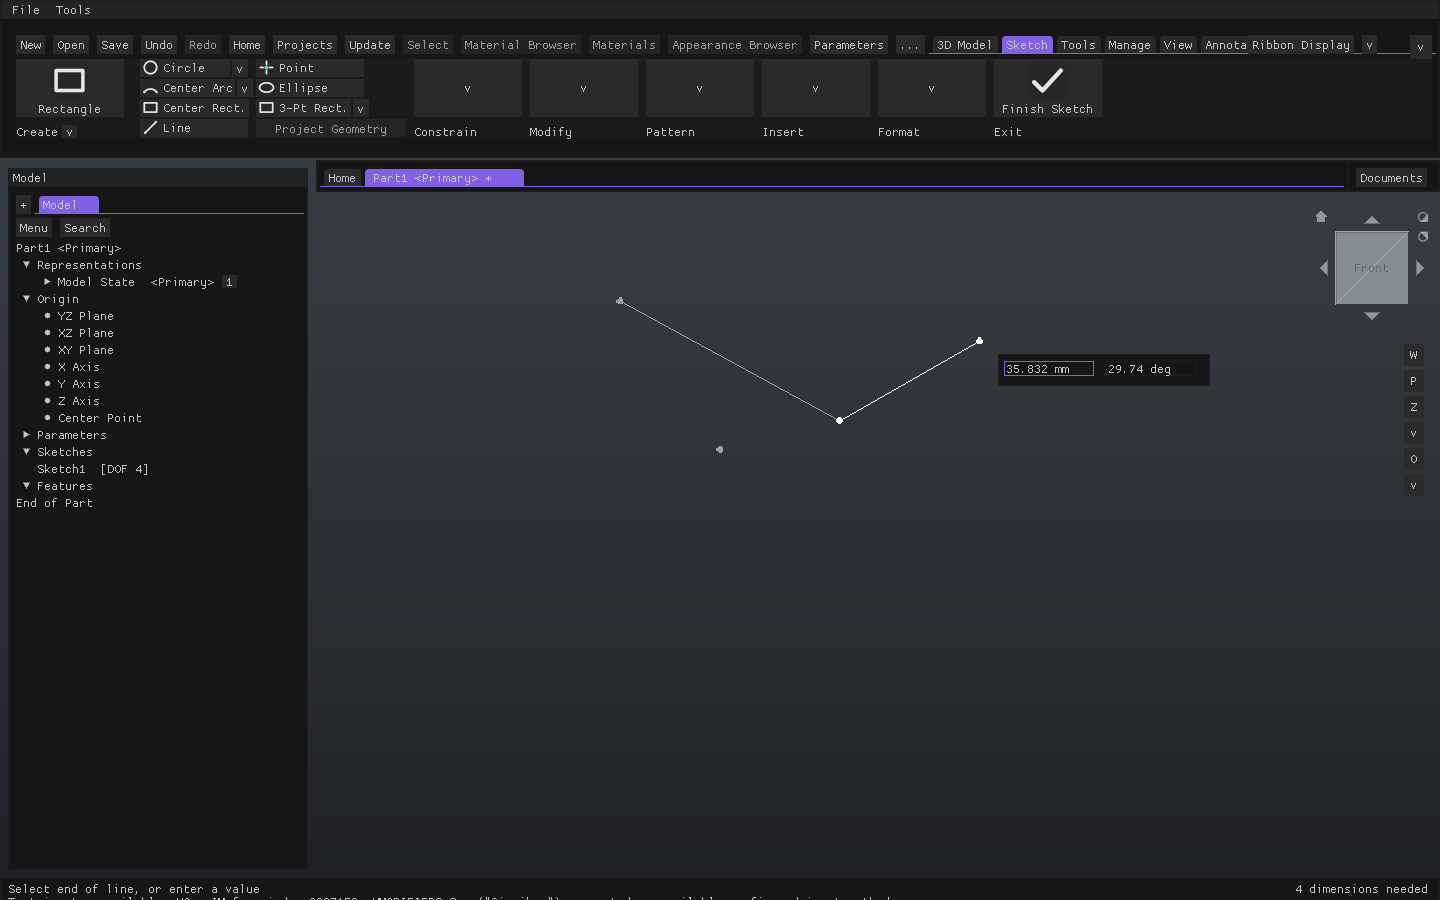 File Tools
New Open Save Undo Redo Home Projects Update Select Material Browser Materials Appearance Browser Parameters ... 3D Model Sketch Tools Manage View Annota Ribbon Display v v
Rectangle
Create v
Circle v Point
Center Arc v Ellipse
Center Rect. 3-Pt Rect. v
Line Project Geometry
v v v v v
Finish Sketch
Constrain Modify Pattern Insert Format Exit
Model
Home Part1 <Primary> * Documents
+ Model
Menu Search
Part1 <Primary>
Representations
Model State <Primary> 1
Origin
YZ Plane
XZ Plane
XY Plane
X Axis
Y Axis
Z Axis
Center Point
Parameters
Sketches
Sketch1 [DOF 4]
Features
End of Part
35.832 mm 29.74 deg
Front
W
P
Z
v
O
v
Select end of line, or enter a value
4 dimensions needed